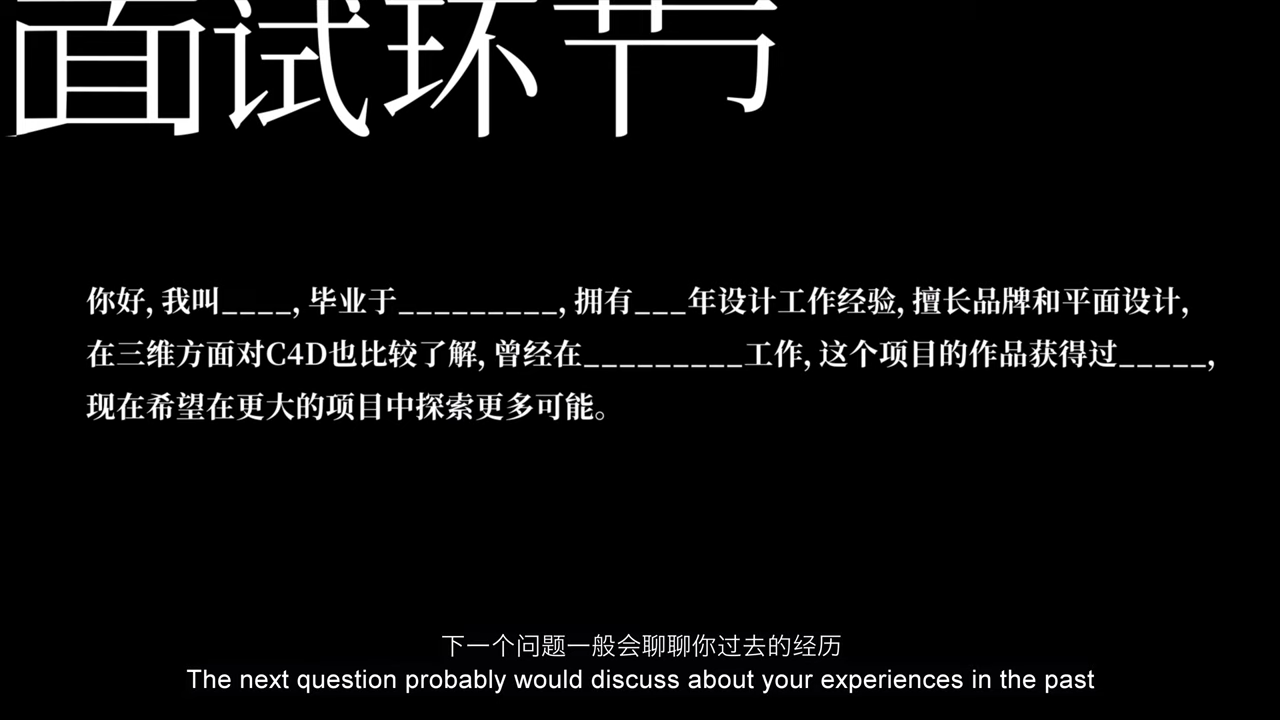 面试环节
你好, 我叫____, 毕业于_________, 拥有___年设计工作经验, 擅长品牌和平面设计,
在三维方面对C4D也比较了解, 曾经在_________工作, 这个项目的作品获得过_____,
现在希望在更大的项目中探索更多可能。
下一个问题一般会聊聊你过去的经历
The next question probably would discuss about your experiences in the past